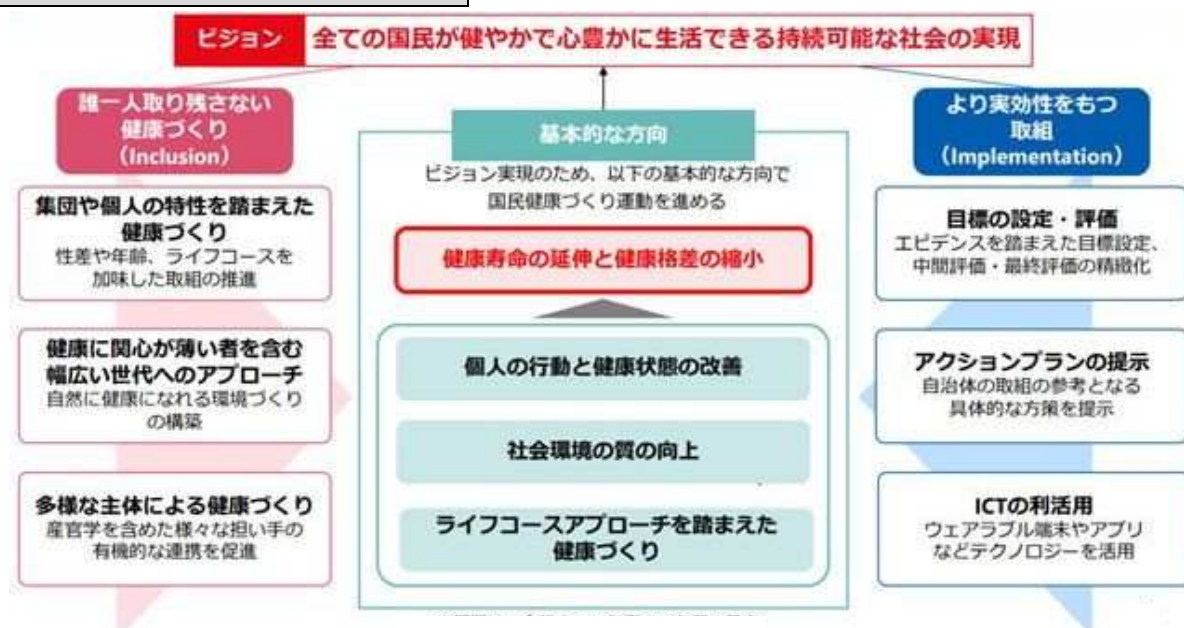 ビジョン 全ての国民が健やかで心豊かに生活できる持続可能な社会の実現
誰一人取り残さない
健康づくり
（Inclusion）
集団や個人の特性を踏まえた
健康づくり
性差や年齢、ライフコースを
加味した取組の推進
健康に関心が薄い者を含む
幅広い世代へのアプローチ
自然に健康になれる環境づくり
の構築
多様な主体による健康づくり
産官学を含めた様々な担い手の
有機的な連携を促進
基本的な方向
ビジョン実現のため、以下の基本的な方向で
国民健康づくり運動を進める
健康寿命の延伸と健康格差の縮小
個人の行動と健康状態の改善
社会環境の質の向上
ライフコースアプローチを踏まえた
健康づくり
より実効性をもつ
取組
（Implementation）
目標の設定・評価
エビデンスを踏まえた目標設定、
中間評価・最終評価の精緻化
アクションプランの提示
自治体の取組の参考となる
具体的な方策を提示
ICTの利活用
ウェアラブル端末やアプリ
などテクノロジーを活用